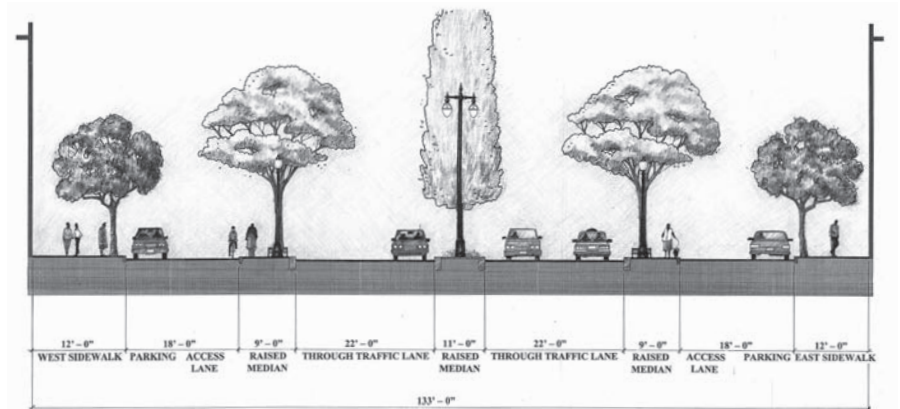 12' – 0" 18' – 0" 9' – 0" 22' – 0" 11' – 0" 22' – 0" 9' – 0" 18' – 0" 12' – 0"
WEST SIDEWALK PARKING ACCESS LANE RAISED MEDIAN THROUGH TRAFFIC LANE RAISED MEDIAN THROUGH TRAFFIC LANE RAISED MEDIAN ACCESS LANE PARKING EAST SIDEWALK
133' – 0"